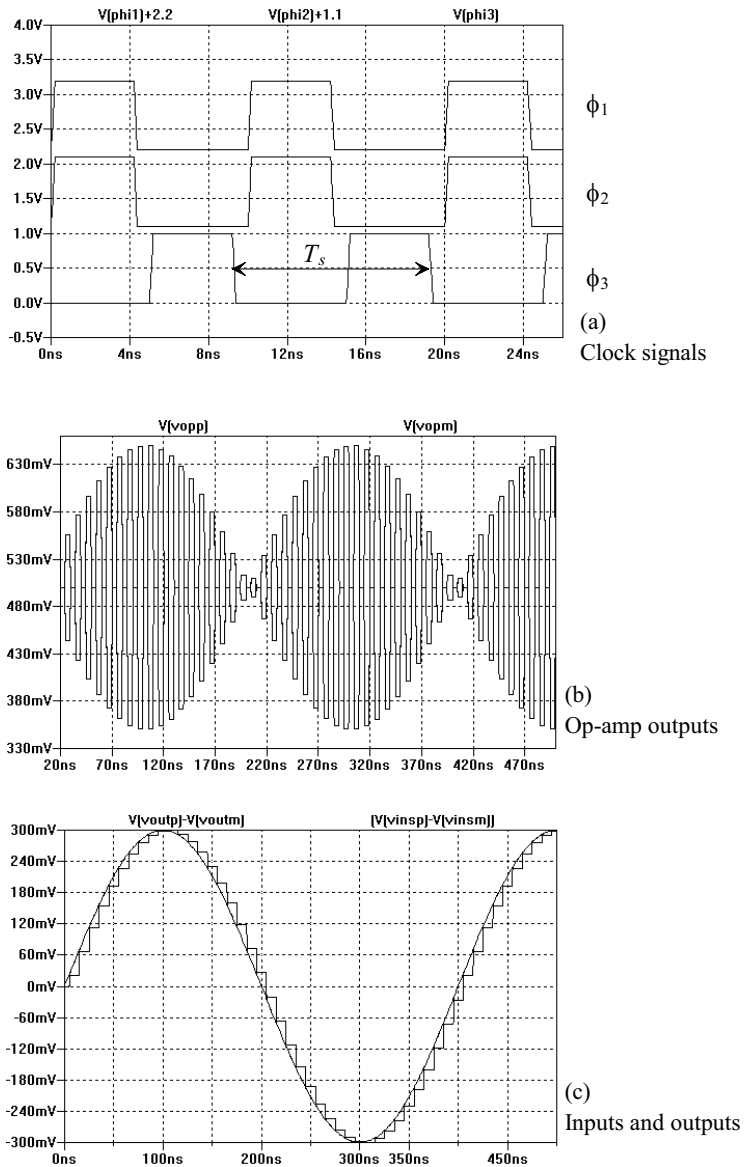 V(phi1)+2.2 V(phi2)+1.1 V(phi3)
4.0V
3.5V
3.0V
2.5V
2.0V
1.5V
1.0V
0.5V
0.0V
-0.5V
ϕ1
ϕ2
ϕ3
Ts
0ns 4ns 8ns 12ns 16ns 20ns 24ns
(a)
Clock signals
V(vopp) V(vopm)
630mV
580mV
530mV
480mV
430mV
380mV
330mV
20ns 70ns 120ns 170ns 220ns 270ns 320ns 370ns 420ns 470ns
(b)
Op-amp outputs
V(voutp)-V(voutm) (V(vinsp)-V(vinsm))
300mV
240mV
180mV
120mV
60mV
0mV
-60mV
-120mV
-180mV
-240mV
-300mV
0ns 100ns 200ns 300ns 350ns 450ns
(c)
Inputs and outputs